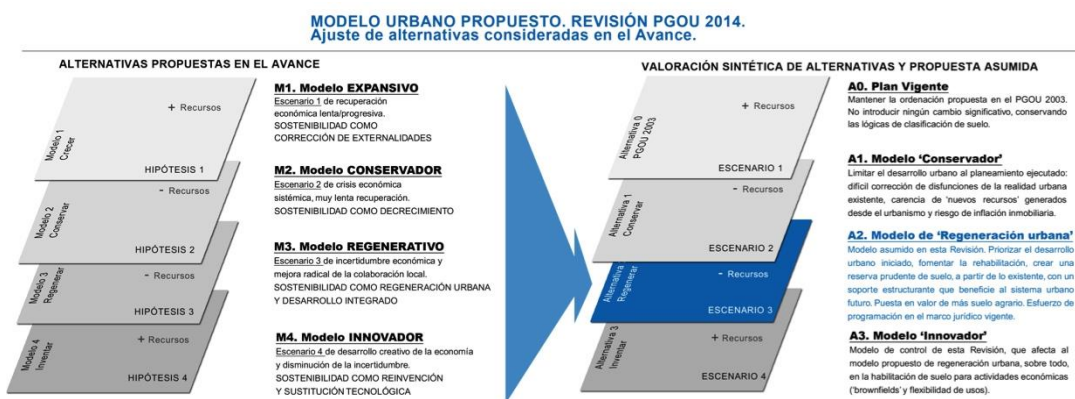 MODELO URBANO PROPUESTO. REVISIÓN PGOU 2014.
Ajuste de alternativas consideradas en el Avance.
ALTERNATIVAS PROPUESTAS EN EL AVANCE
+ Recursos
Modelo 1
Crecer
HIPÓTESIS 1
- Recursos
Modelo 2
Conservar
HIPÓTESIS 2
- Recursos
Modelo 3
Regenerar
HIPÓTESIS 3
+ Recursos
Modelo 4
Inventar
HIPÓTESIS 4
M1. Modelo EXPANSIVO
Escenario 1 de recuperación
económica lenta/progresiva.
SOSTENIBILIDAD COMO
CORRECCIÓN DE EXTERNALIDADES
M2. Modelo CONSERVADOR
Escenario 2 de crisis económica
sistémica, muy lenta recuperación.
SOSTENIBILIDAD COMO DECRECIMIENTO
M3. Modelo REGENERATIVO
Escenario 3 de incertidumbre económica y
mejora radical de la colaboración local.
SOSTENIBILIDAD COMO REGENERACIÓN URBANA
Y DESARROLLO INTEGRADO
M4. Modelo INNOVADOR
Escenario 4 de desarrollo creativo de la economía
y disminución de la incertidumbre.
SOSTENIBILIDAD COMO REINVENCIÓN
Y SUSTITUCIÓN TECNOLÓGICA
VALORACIÓN SINTÉTICA DE ALTERNATIVAS Y PROPUESTA ASUMIDA
+ Recursos
Alternativa 0
PGOU 2003
ESCENARIO 1
- Recursos
Alternativa 1
Conservar
ESCENARIO 2
- Recursos
Alternativa
Regenerar
ESCENARIO 3
+ Recursos
Alternativa 3
Inventar
ESCENARIO 4
A0. Plan Vigente
Mantener la ordenación propuesta en el PGOU 2003.
No introducir ningún cambio significativo, conservando
las lógicas de clasificación de suelo.
A1. Modelo 'Conservador'
Limitar el desarrollo urbano al planeamiento ejecutado:
difícil corrección de disfunciones de la realidad urbana
existente, carencia de 'nuevos recursos' generados
desde el urbanismo y riesgo de inflación inmobiliaria.
A2. Modelo de 'Regeneración urbana'
Modelo asumido en esta Revisión. Priorizar el desarrollo
urbano iniciado, fomentar la rehabilitación, crear una
reserva prudente de suelo, a partir de lo existente, con un
soporte estructurante que beneficie al sistema urbano
futuro. Puesta en valor de más suelo agrario. Esfuerzo de
programación en el marco jurídico vigente.
A3. Modelo 'Innovador'
Modelo de control de esta Revisión, que afecta al
modelo propuesto de regeneración urbana, sobre todo,
en la habilitación de suelo para actividades económicas
('brownfields' y flexibilidad de usos).